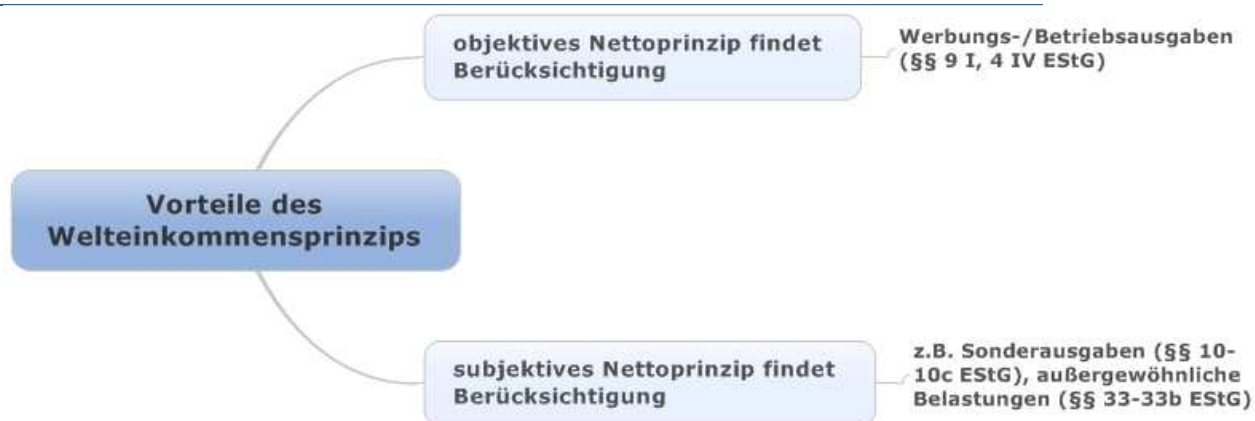 objektives Nettoprinzip findet
Berücksichtigung
Werbungs-/Betriebsausgaben
(§§ 9 I, 4 IV EStG)
Vorteile des
Welteinkommensprinzips
subjektives Nettoprinzip findet
Berücksichtigung
z.B. Sonderausgaben (§§ 10-
10c EStG), außergewöhnliche
Belastungen (§§ 33-33b EStG)